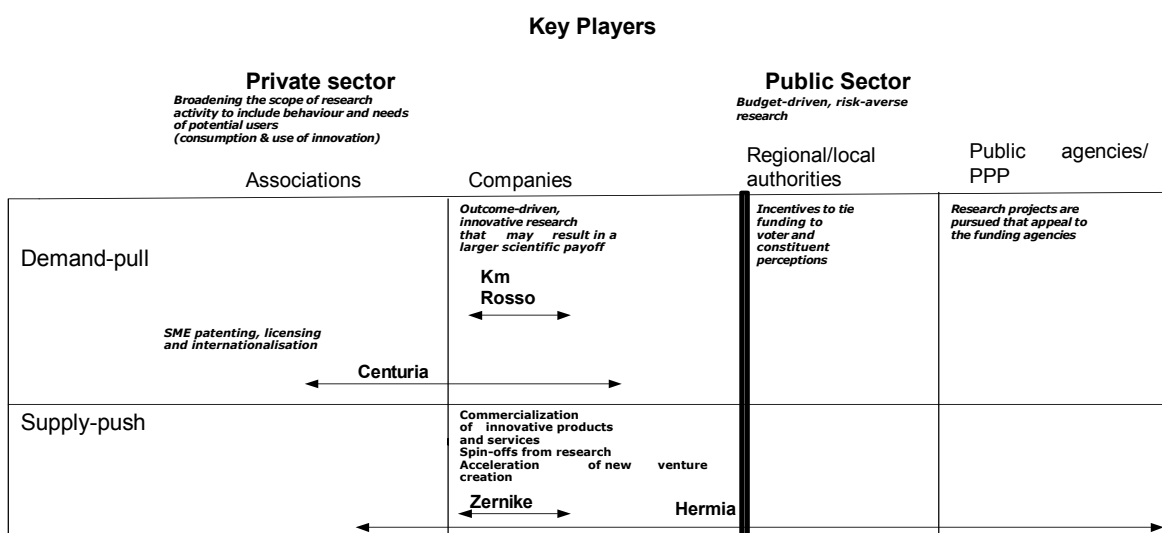 Key Players
Private sector
Broadening the scope of research
activity to include behaviour and needs
of potential users
(consumption & use of innovation)
Public Sector
Budget-driven, risk-averse
research
Associations
Companies
Regional/local
authorities
Public agencies/
PPP
Demand-pull
Outcome-driven,
innovative research
that may result in a
larger scientific payoff
Km
Rosso
Incentives to tie
funding to
voter and
constituent
perceptions
Research projects are
pursued that appeal to
the funding agencies
SME patenting, licensing
and internationalisation
Centuria
Supply-push
Commercialization
of innovative products
and services
Spin-offs from research
Acceleration of new venture
creation
Zernike
Hermia